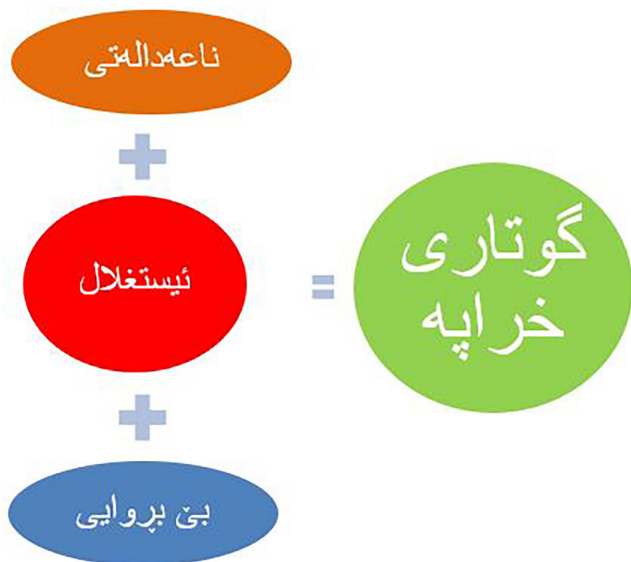 ناعەدالەتی
+
ئیستغلال
=
گوتاری
خراپە
+
بێ بڕوایی